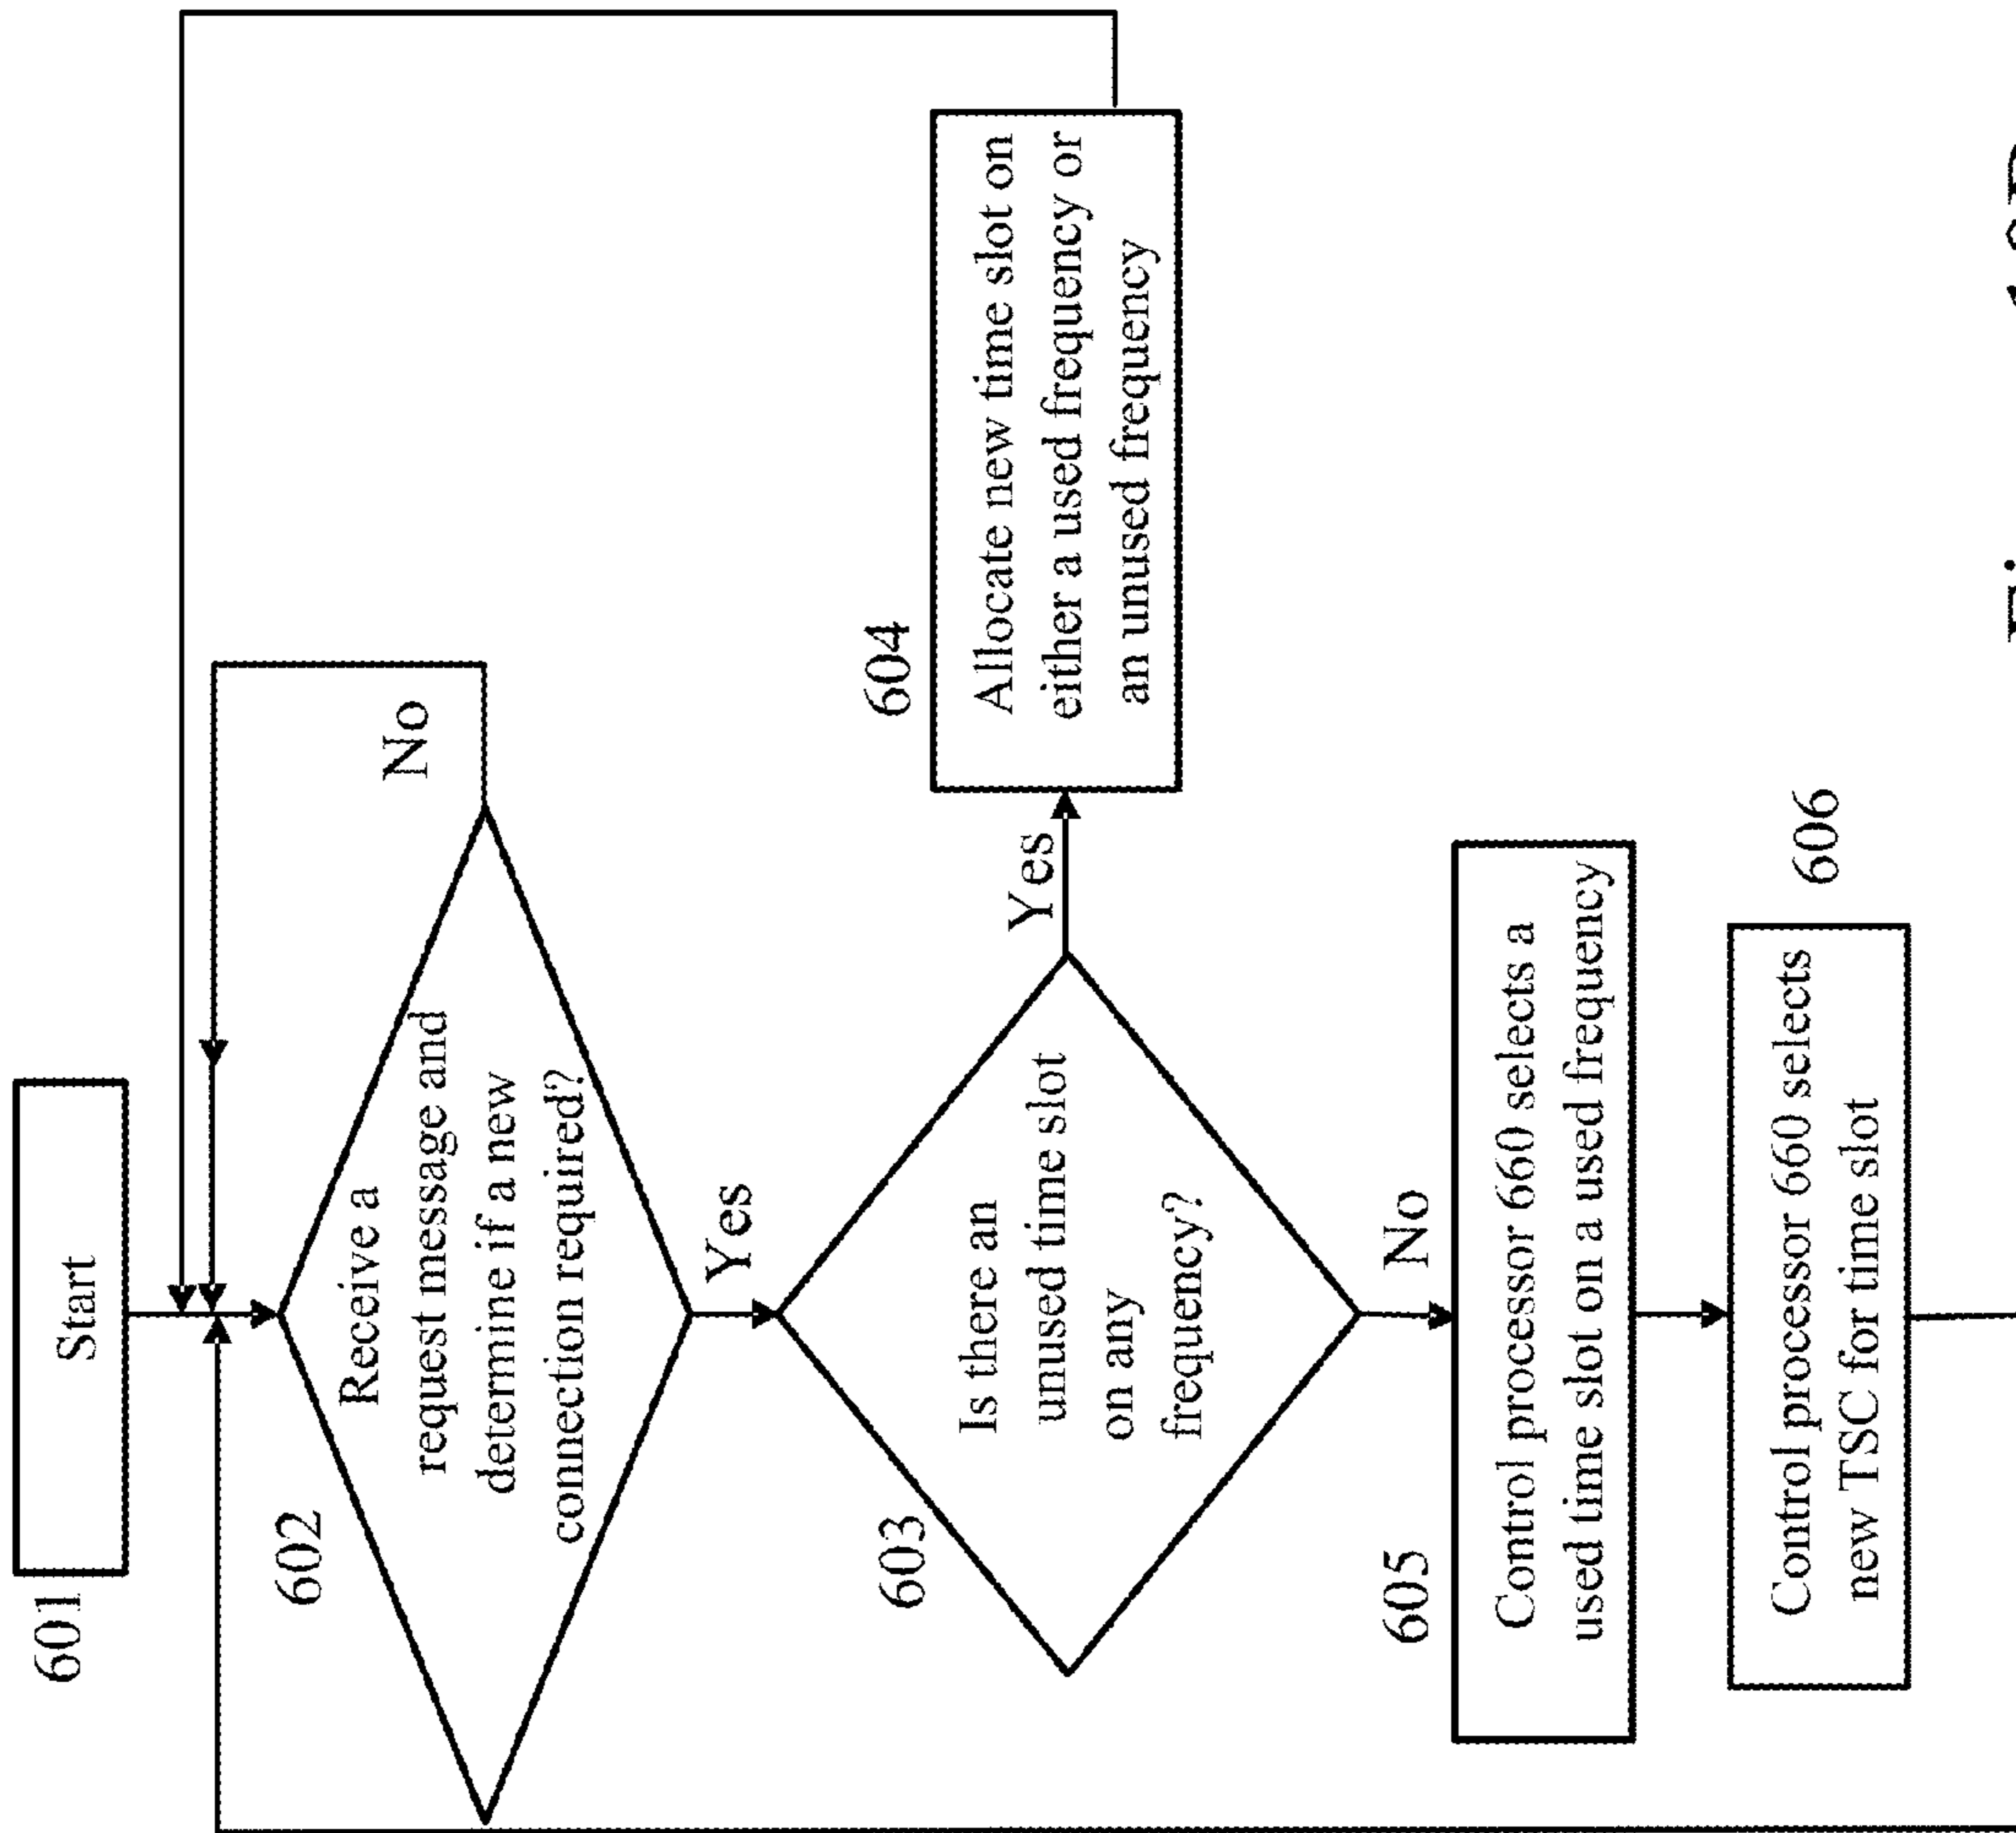 601
Start
602
Receive a
request message and
determine if a new
connection required?
No
Yes
603
Is there an
unused time slot
on any
frequency?
Yes
604
Allocate new time slot on
either a used frequency or
an unused frequency
No
605
Control processor 660 selects a
used time slot on a used frequency
606
Control processor 660 selects
new TSC for time slot